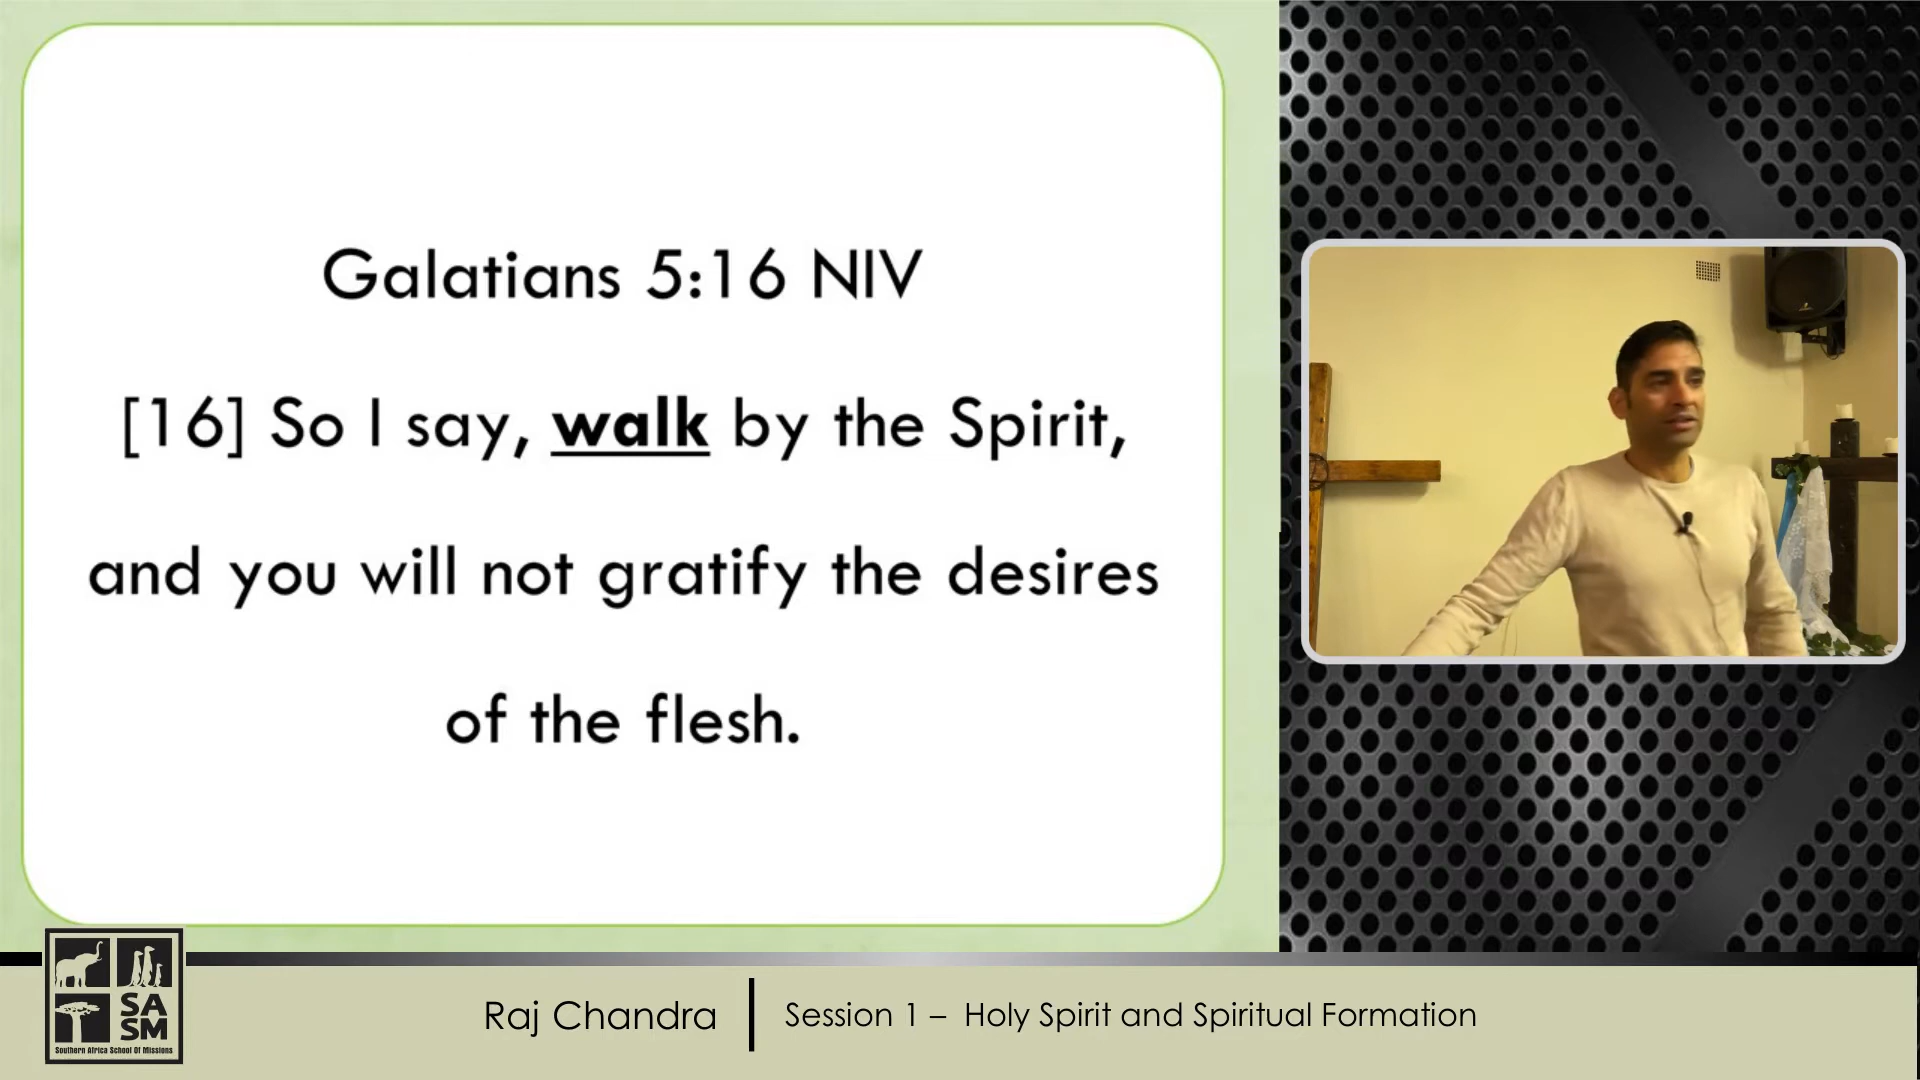 Galatians 5:16 NIV
[16] So I say, walk by the Spirit,
and you will not gratify the desires
of the flesh.
SA
SM
Southern Africa School Of Missions
Raj Chandra
Session 1 – Holy Spirit and Spiritual Formation